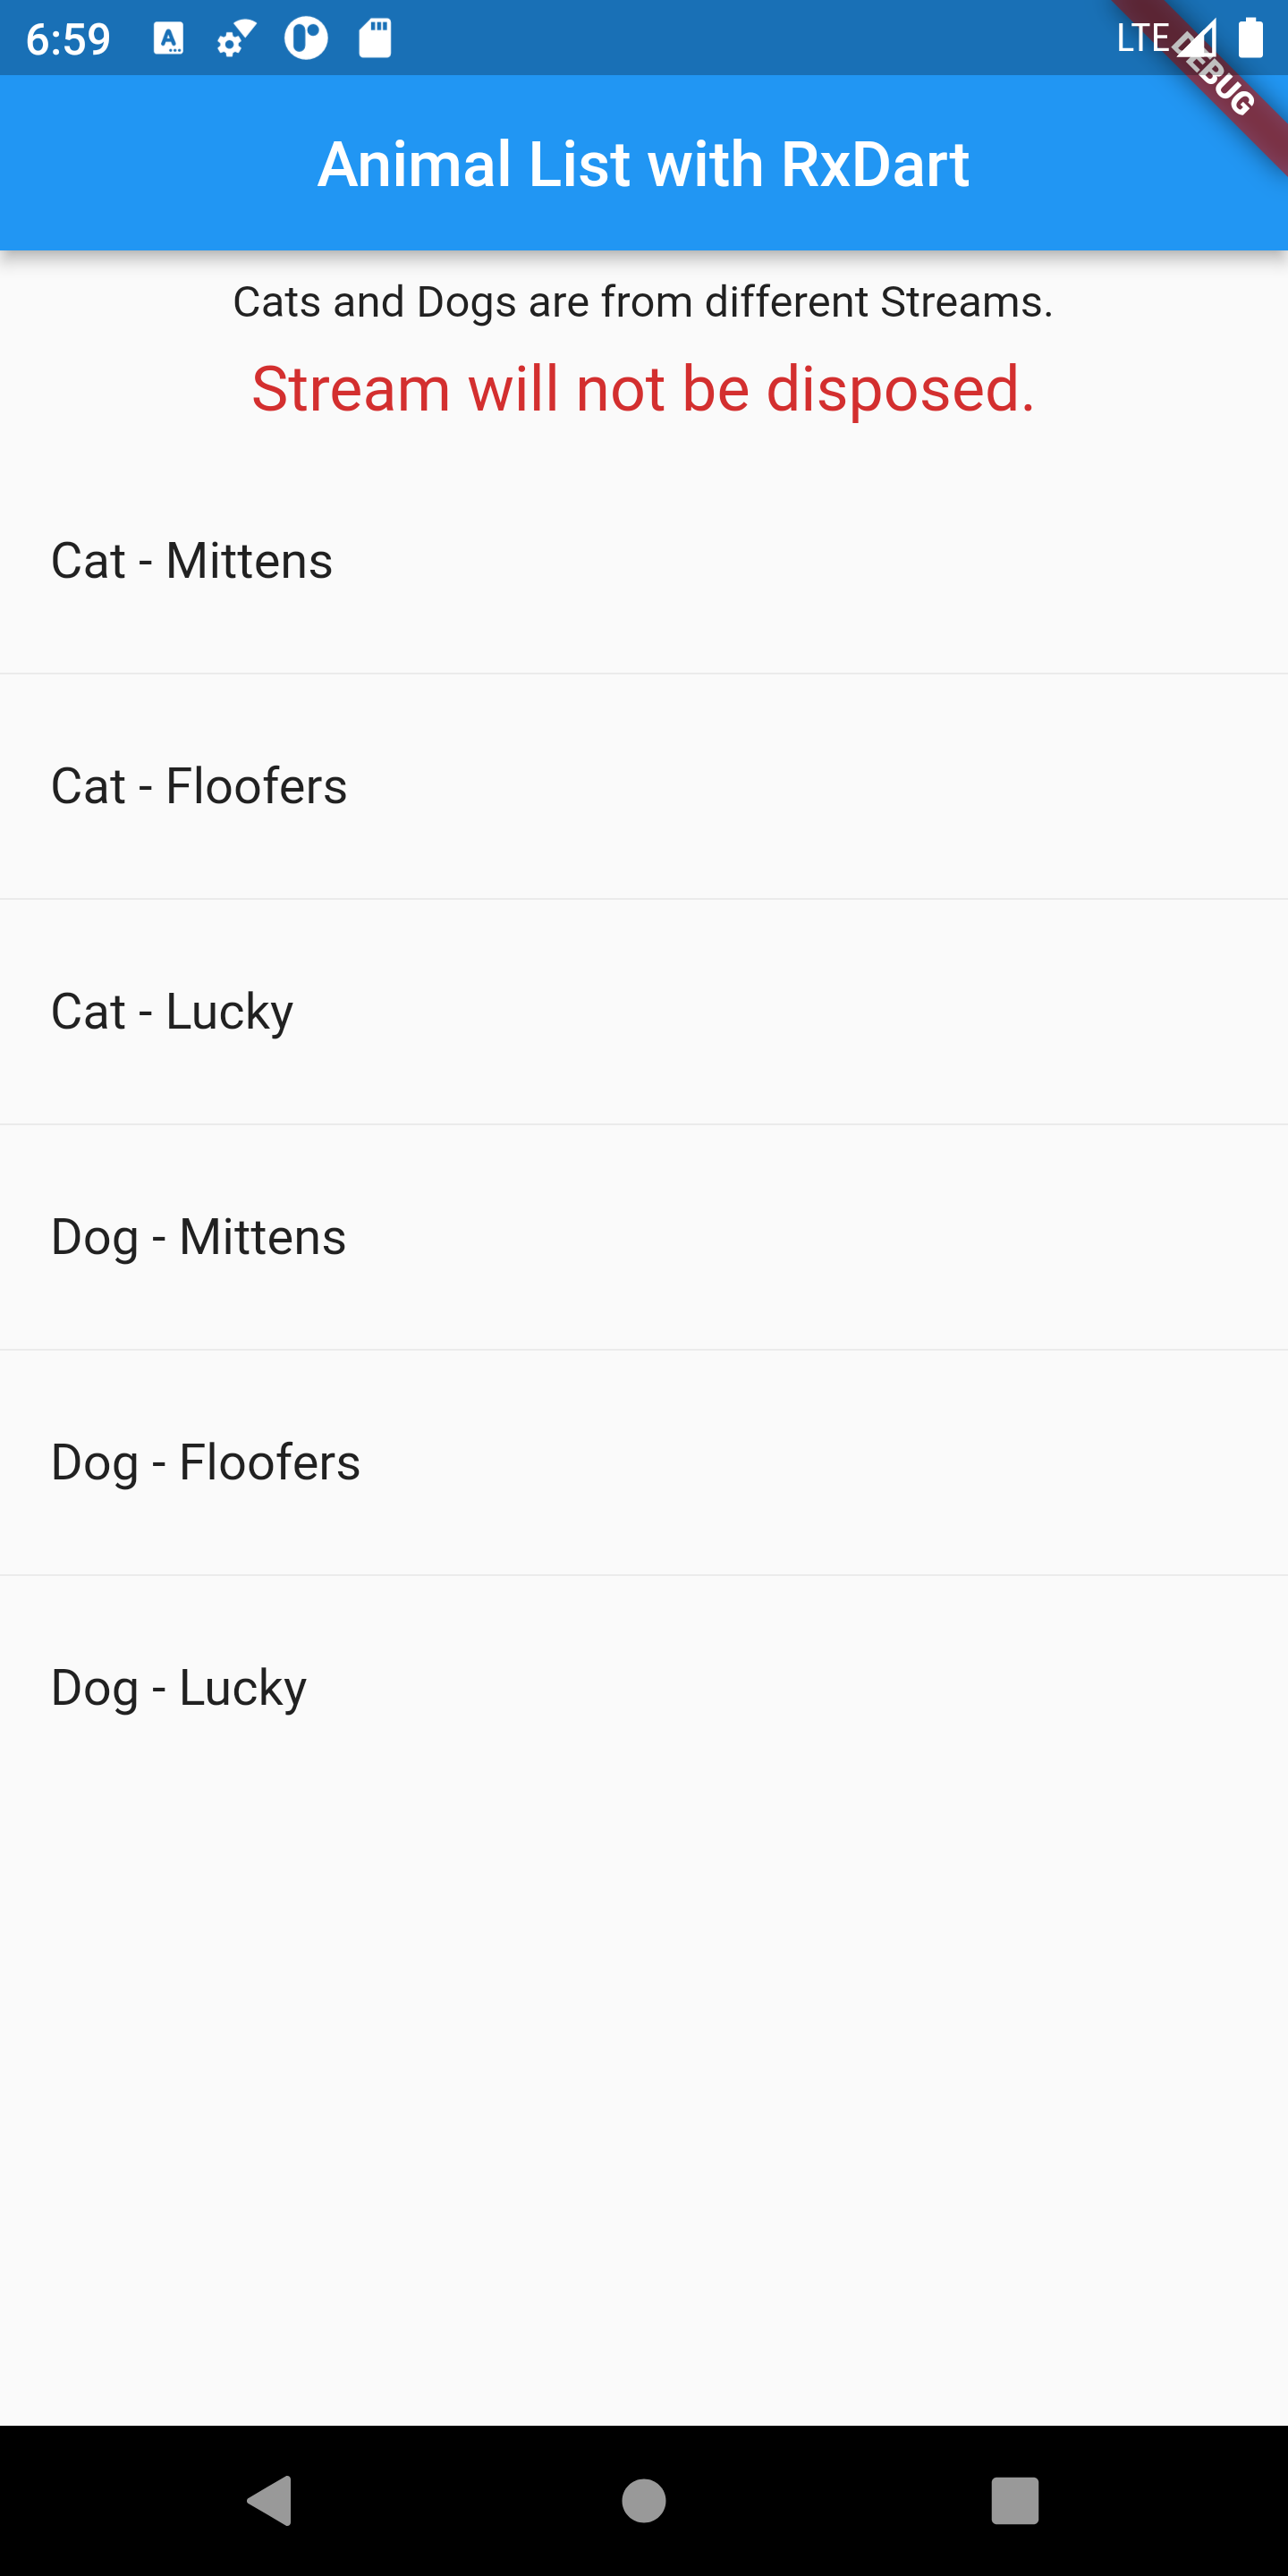 6:59
LTE
DEBUG
Animal List with RxDart
Cats and Dogs are from different Streams.
Stream will not be disposed.
Cat - Mittens
Cat - Floofers
Cat - Lucky
Dog - Mittens
Dog - Floofers
Dog - Lucky